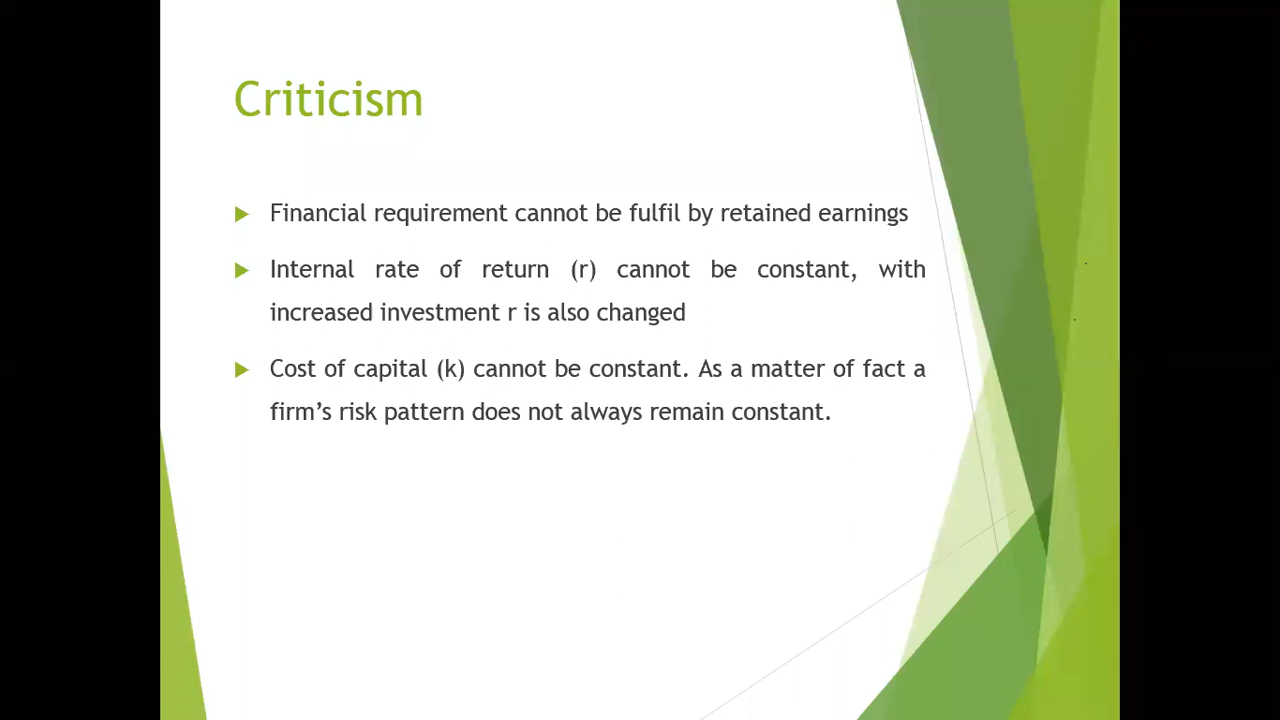 Criticism
Financial requirement cannot be fulfil by retained earnings
Internal rate of return (r) cannot be constant, with
increased investment r is also changed
Cost of capital (k) cannot be constant. As a matter of fact a
firm’s risk pattern does not always remain constant.